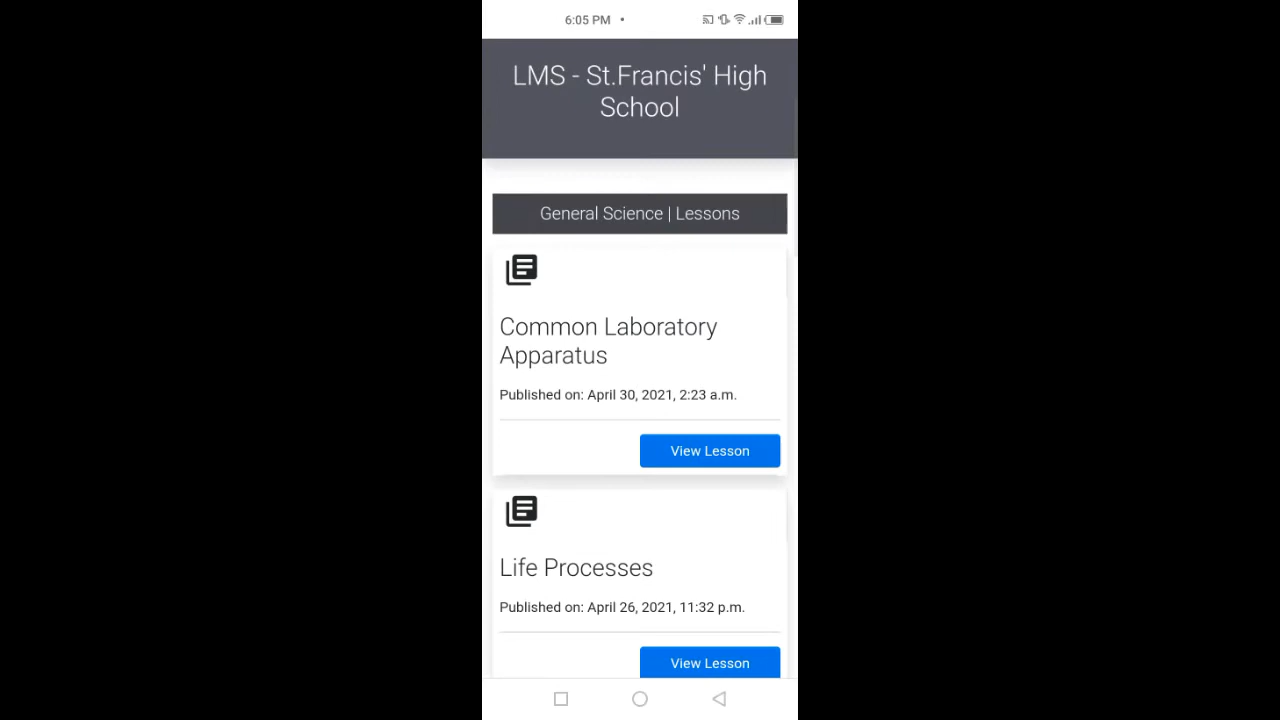 6:05 PM
LMS - St.Francis' High
School
General Science | Lessons
Common Laboratory
Apparatus
Published on: April 30, 2021, 2:23 a.m.
View Lesson
Life Processes
Published on: April 26, 2021, 11:32 p.m.
View Lesson